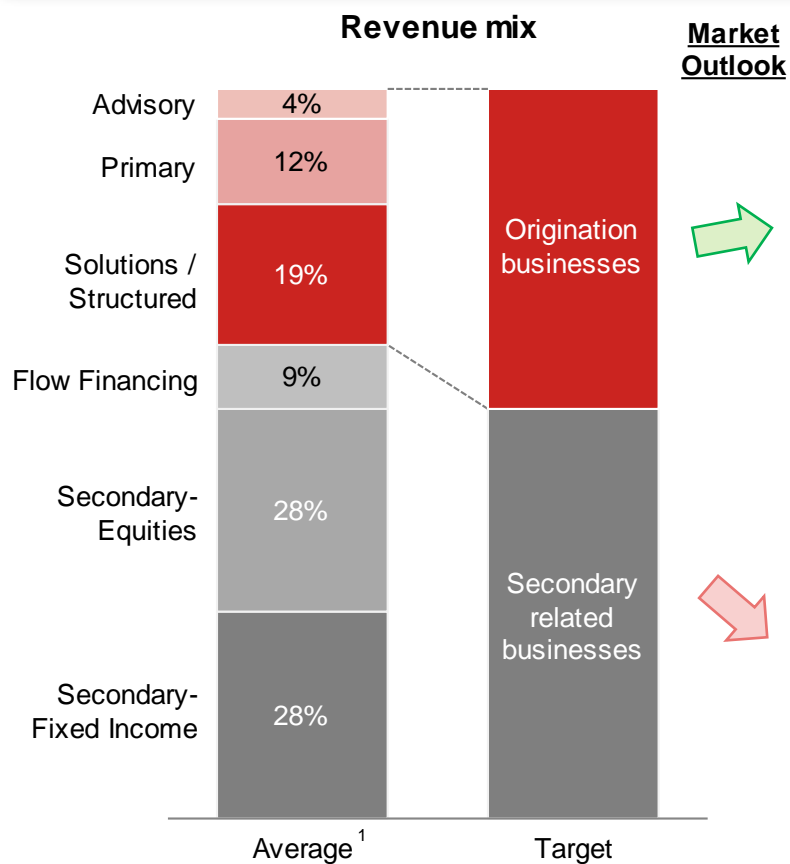 Revenue mix
Market
Outlook
Advisory
4%
Primary
12%
Solutions /
Structured
19%
Flow Financing
9%
Secondary-
Equities
28%
Secondary-
Fixed Income
28%
Origination
businesses
Secondary
related
businesses
Average 1
Target